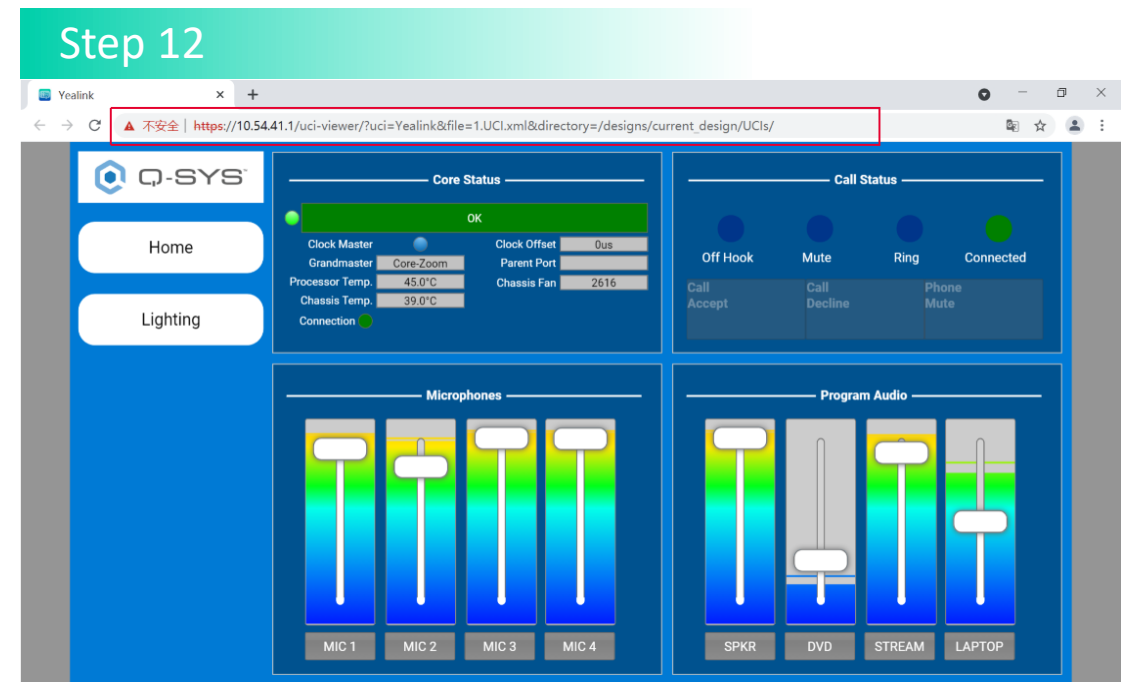 Step 12
Yealink
不安全 | https://10.54.41.1/uci-viewer/?uci=Yealink&file=1.UCI.xml&directory=/designs/current_design/UCIs/
Q-SYS
Home
Lighting
Core Status
OK
Clock Master
Clock Offset 0us
Grandmaster Core-Zoom
Parent Port
Processor Temp. 45.0°C
Chassis Fan 2616
Chassis Temp. 39.0°C
Connection
Call Status
Off Hook Mute Ring Connected
Call Accept
Call Decline
Phone Mute
Microphones
MIC 1 MIC 2 MIC 3 MIC 4
Program Audio
SPKR DVD STREAM LAPTOP